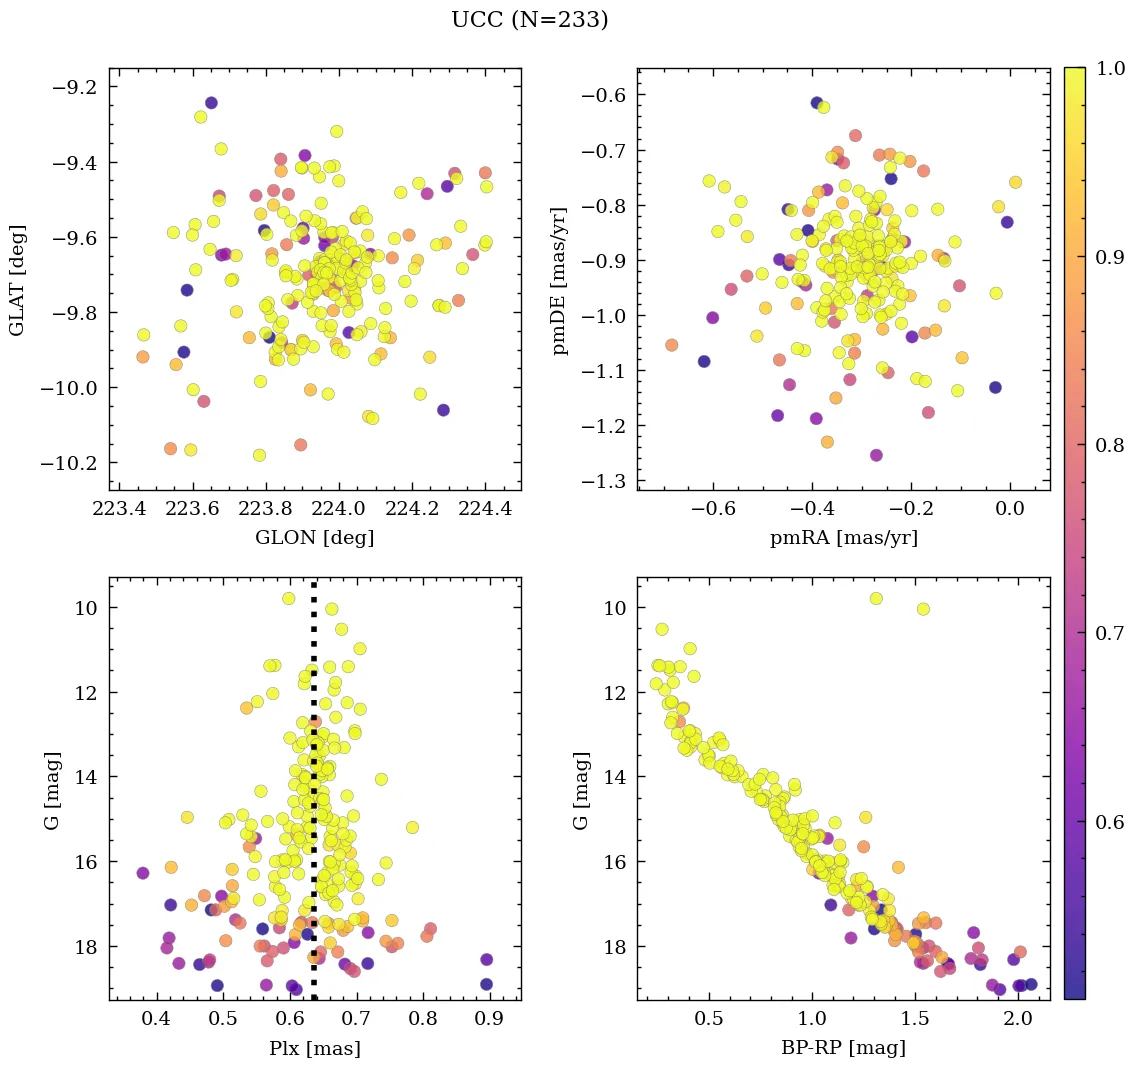 UCC (N=233)
−9.2
−9.4
−9.6
−9.8
−10.0
−10.2
GLAT [deg]
223.4 223.6 223.8 224.0 224.2 224.4
GLON [deg]
−0.6
−0.7
−0.8
−0.9
−1.0
−1.1
−1.2
−1.3
pmDE [mas/yr]
−0.6 −0.4 −0.2 0.0
pmRA [mas/yr]
1.0
0.9
0.8
0.7
0.6
10
12
14
16
18
G [mag]
0.4 0.5 0.6 0.7 0.8 0.9
Plx [mas]
10
12
14
16
18
G [mag]
0.5 1.0 1.5 2.0
BP-RP [mag]